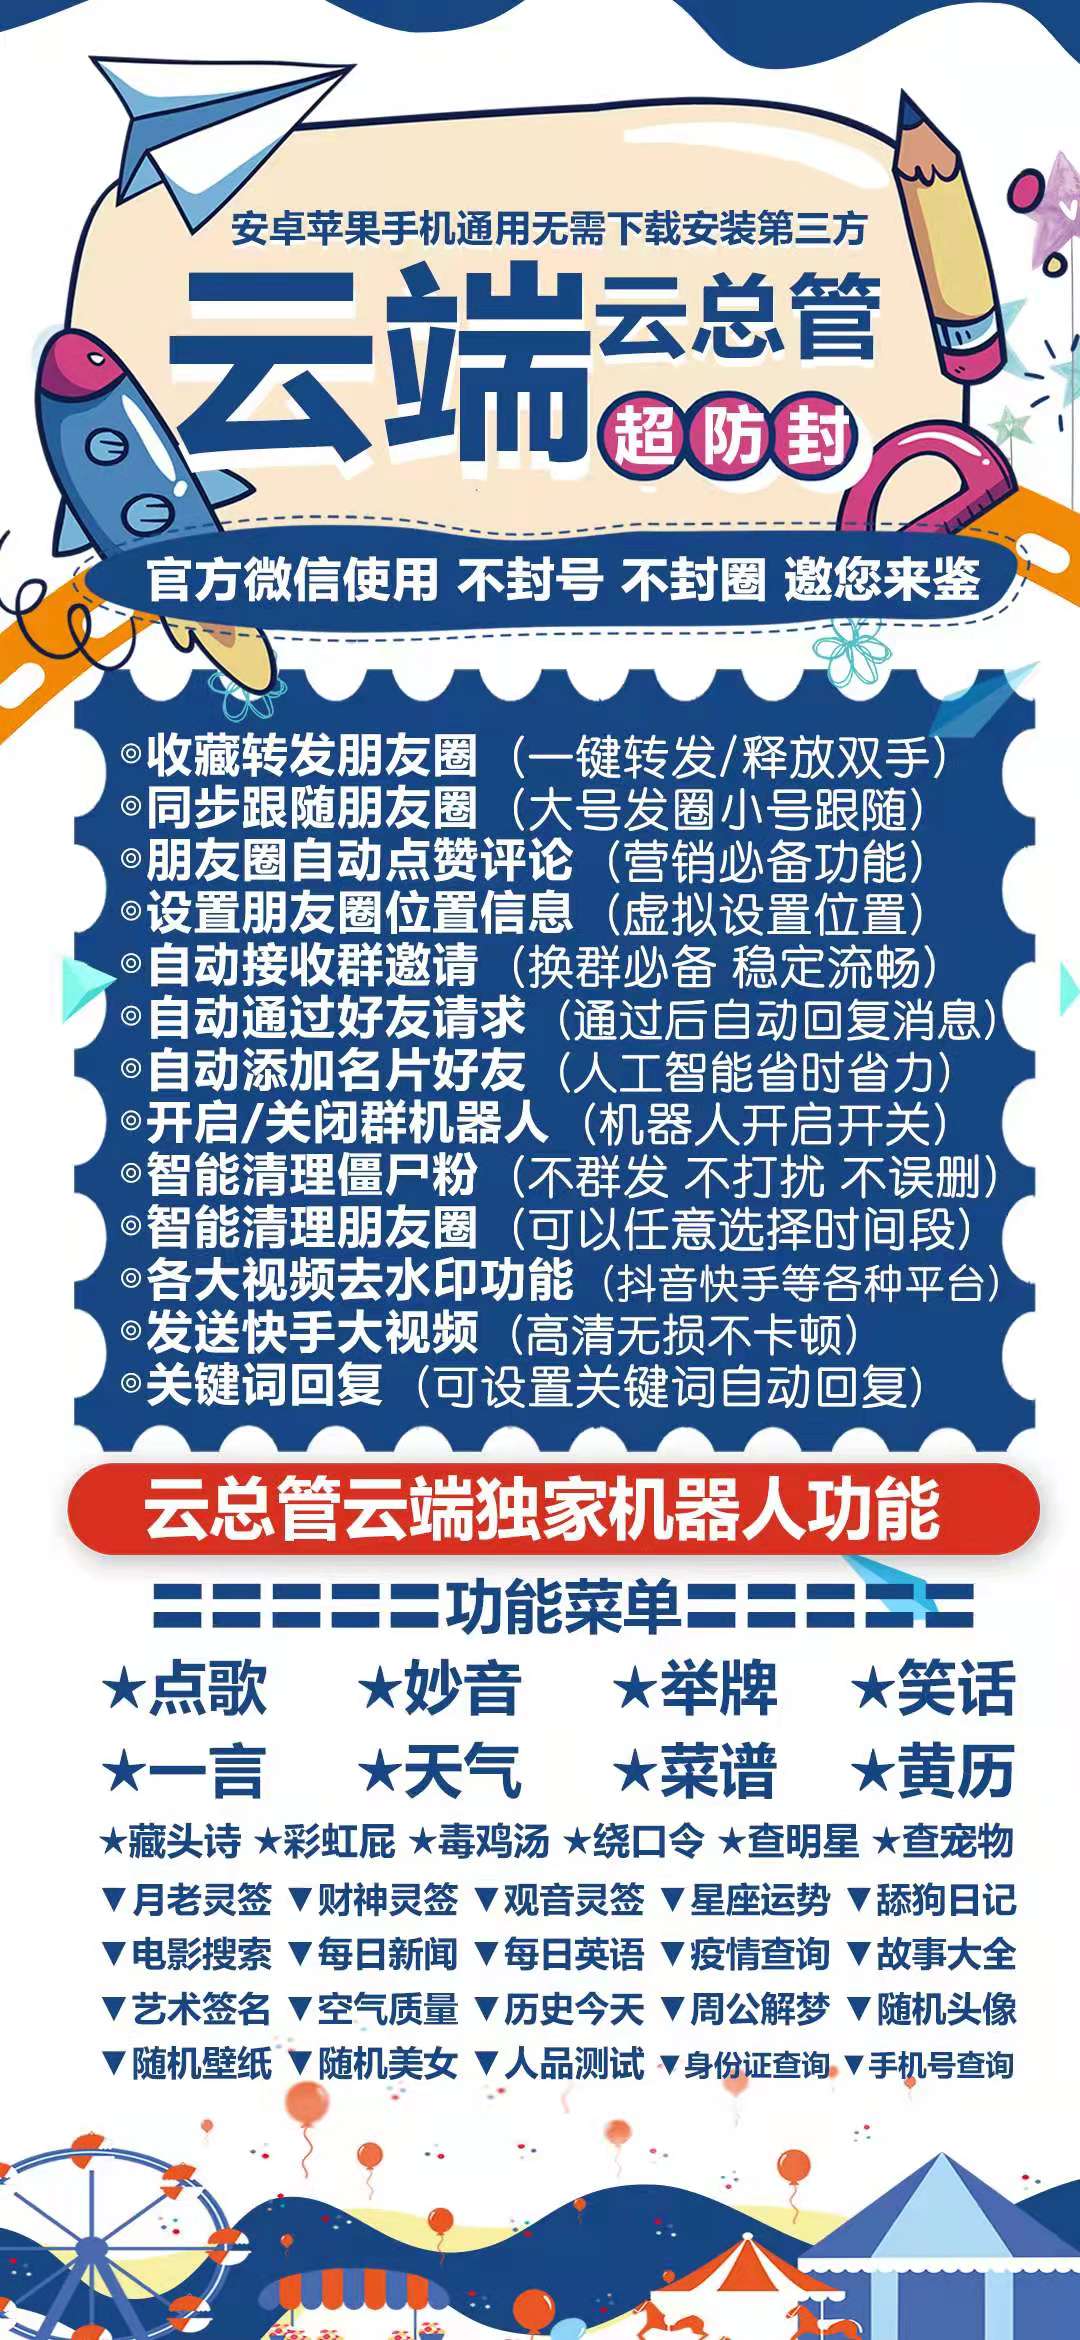 安卓苹果手机通用无需下载安装第三方
云端云总管
超防封
官方微信使用 不封号 不封圈 邀您来鉴
◎收藏转发朋友圈（一键转发/释放双手）
◎同步跟随朋友圈（大号发圈小号跟随）
◎朋友圈自动点赞评论（营销必备功能）
◎设置朋友圈位置信息（虚拟设置位置）
◎自动接收群邀请（换群必备 稳定流畅）
◎自动通过好友请求（通过后自动回复消息）
◎自动添加名片好友（人工智能省时省力）
◎开启/关闭群机器人（机器人开启开关）
◎智能清理僵尸粉（不群发 不打扰 不误删）
◎智能清理朋友圈（可以任意选择时间段）
◎各大视频去水印功能（抖音快手等各种平台）
◎发送快手大视频（高清无损不卡顿）
◎关键词回复（可设置关键词自动回复）
云总管云端独家机器人功能
=====功能菜单=====
★点歌 ★妙音 ★举牌 ★笑话
★一言 ★天气 ★菜谱 ★黄历
★藏头诗 ★彩虹屁 ★毒鸡汤 ★绕口令 ★查明星 ★查宠物
▼月老灵签 ▼财神灵签 ▼观音灵签 ▼星座运势 ▼舔狗日记
▼电影搜索 ▼每日新闻 ▼每日英语 ▼疫情查询 ▼故事大全
▼艺术签名 ▼空气质量 ▼历史今天 ▼周公解梦 ▼随机头像
▼随机壁纸 ▼随机美女 ▼人品测试 ▼身份证查询 ▼手机号查询